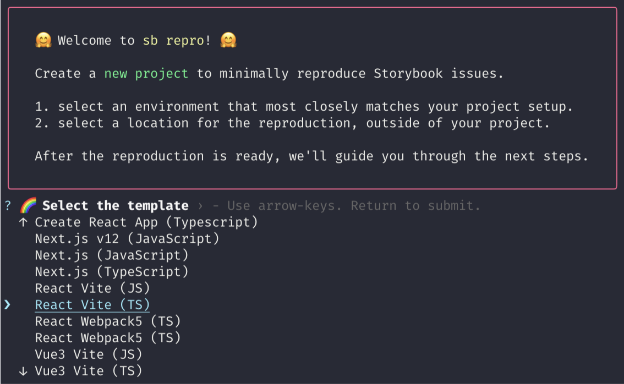 🤗 Welcome to sb repro! 🤗
Create a new project to minimally reproduce Storybook issues.
1. select an environment that most closely matches your project setup.
2. select a location for the reproduction, outside of your project.
After the reproduction is ready, we'll guide you through the next steps.
? 🌈 Select the template › - Use arrow-keys. Return to submit.
↑ Create React App (Typescript)
Next.js v12 (JavaScript)
Next.js (JavaScript)
Next.js (TypeScript)
React Vite (JS)
❯ React Vite (TS)
React Webpack5 (TS)
React Webpack5 (TS)
Vue3 Vite (JS)
↓ Vue3 Vite (TS)